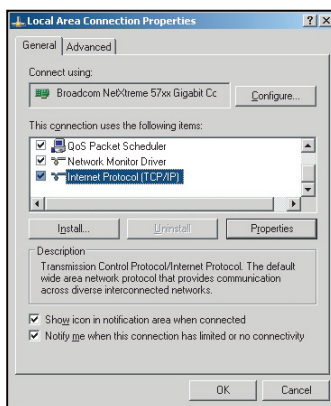 Local Area Connection Properties
General Advanced
Connect using:
Broadcom NetXtreme 57xx Gigabit Cc
Configure...
This connection uses the following items:
QoS Packet Scheduler
Network Monitor Driver
Internet Protocol (TCP/IP)
Install... Uninstall Properties
Description
Transmission Control Protocol/Internet Protocol. The default
wide area network protocol that provides communication
across diverse interconnected networks.
Show icon in notification area when connected
Notify me when this connection has limited or no connectivity
OK Cancel